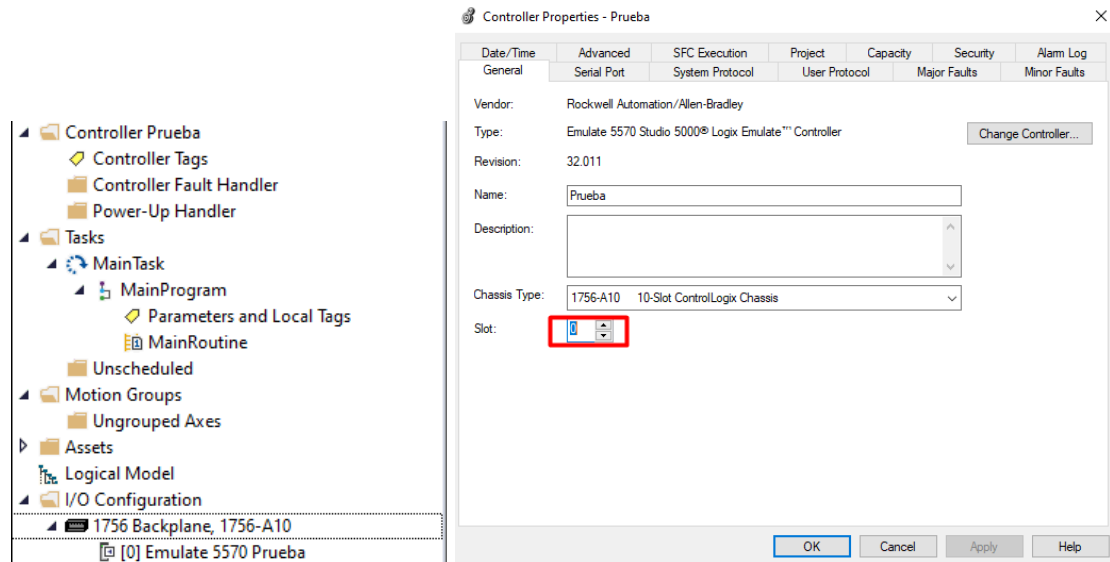 Controller Prueba
Controller Tags
Controller Fault Handler
Power-Up Handler
Tasks
MainTask
MainProgram
Parameters and Local Tags
MainRoutine
Unscheduled
Motion Groups
Ungrouped Axes
Assets
Logical Model
I/O Configuration
1756 Backplane, 1756-A10
[0] Emulate 5570 Prueba
Controller Properties - Prueba
Date/Time Advanced SFC Execution Project Capacity Security Alarm Log
General Serial Port System Protocol User Protocol Major Faults Minor Faults
Vendor: Rockwell Automation/Allen-Bradley
Type: Emulate 5570 Studio 5000® Logix Emulate™ Controller Change Controller...
Revision: 32.011
Name: Prueba
Description:
Chassis Type: 1756-A10 10-Slot ControlLogix Chassis
Slot: 0
OK Cancel Apply Help